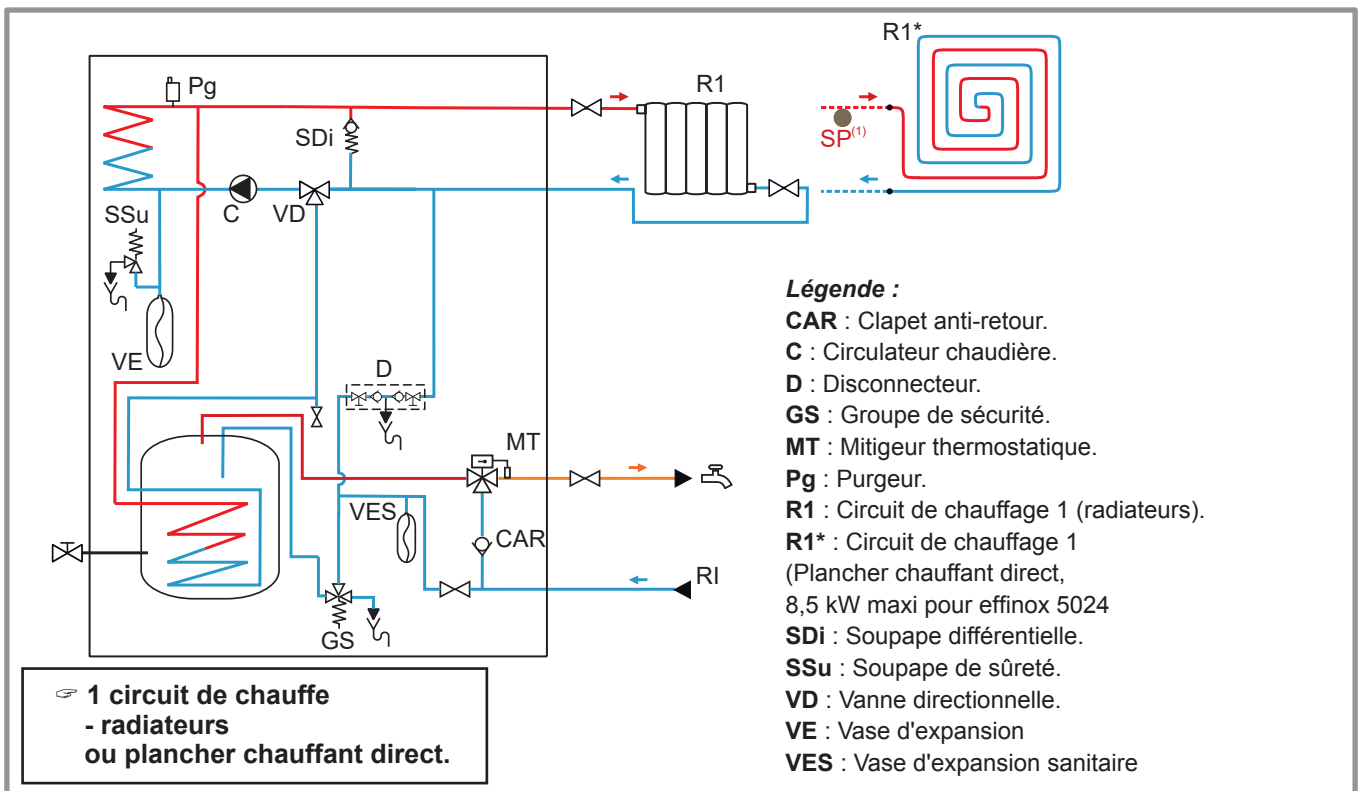 R1*
Pg
R1
SDi
SP(1)
SSu
C
VD
VE
D
MT
VES
CAR
RI
GS
☞ 1 circuit de chauffe
- radiateurs
ou plancher chauffant direct.
Légende :
CAR : Clapet anti-retour.
C : Circulateur chaudière.
D : Disconnecteur.
GS : Groupe de sécurité.
MT : Mitigeur thermostatique.
Pg : Purgeur.
R1 : Circuit de chauffage 1 (radiateurs).
R1* : Circuit de chauffage 1
(Plancher chauffant direct,
8,5 kW maxi pour effinox 5024
SDi : Soupape différentielle.
SSu : Soupape de sûreté.
VD : Vanne directionnelle.
VE : Vase d'expansion
VES : Vase d'expansion sanitaire